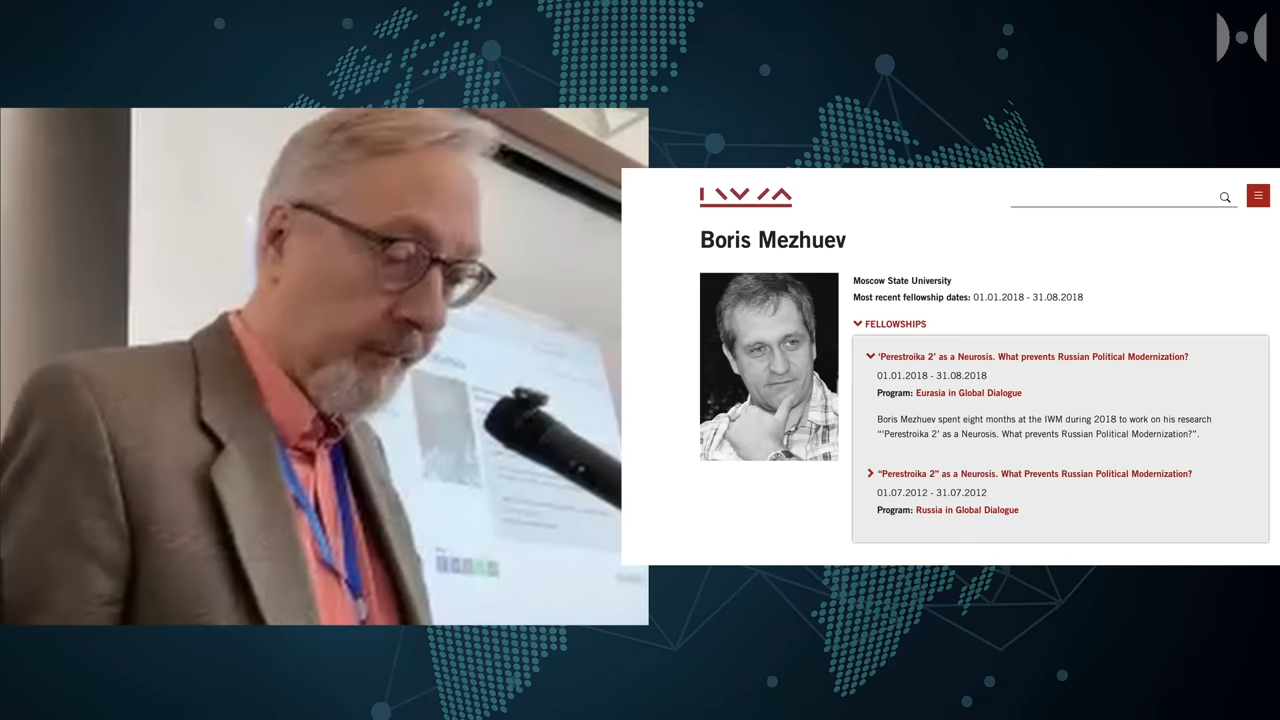 IWM
Boris Mezhuev
Moscow State University
Most recent fellowship dates: 01.01.2018 - 31.08.2018
FELLOWSHIPS
'Perestroika 2' as a Neurosis. What prevents Russian Political Modernization?
01.01.2018 - 31.08.2018
Program: Eurasia in Global Dialogue
Boris Mezhuev spent eight months at the IWM during 2018 to work on his research
"'Perestroika 2' as a Neurosis. What prevents Russian Political Modernization?".
"Perestroika 2" as a Neurosis. What Prevents Russian Political Modernization?
01.07.2012 - 31.07.2012
Program: Russia in Global Dialogue